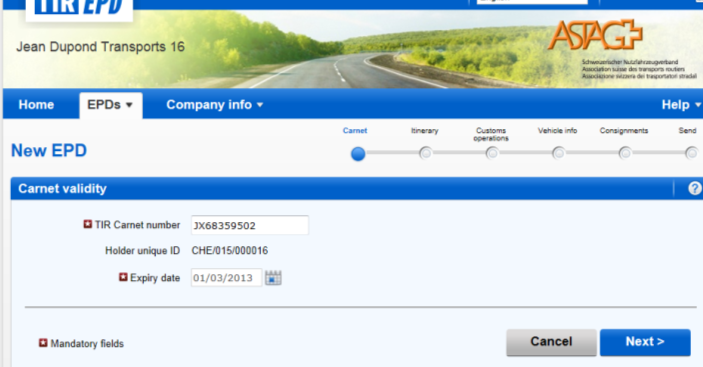 TIR EPD
Jean Dupond Transports 16
ASTAG
Schweizerischer Nutzfahrzeugverband
Association suisse des transports routiers
Associazione svizzera dei trasportatori stradali
Home EPDs Company info Help
New EPD
Carnet Itinerary Customs operations Vehicle info Consignments Send
Carnet validity ?
TIR Carnet number JX68359502
Holder unique ID CHE/015/000016
Expiry date 01/03/2013
Mandatory fields Cancel Next >